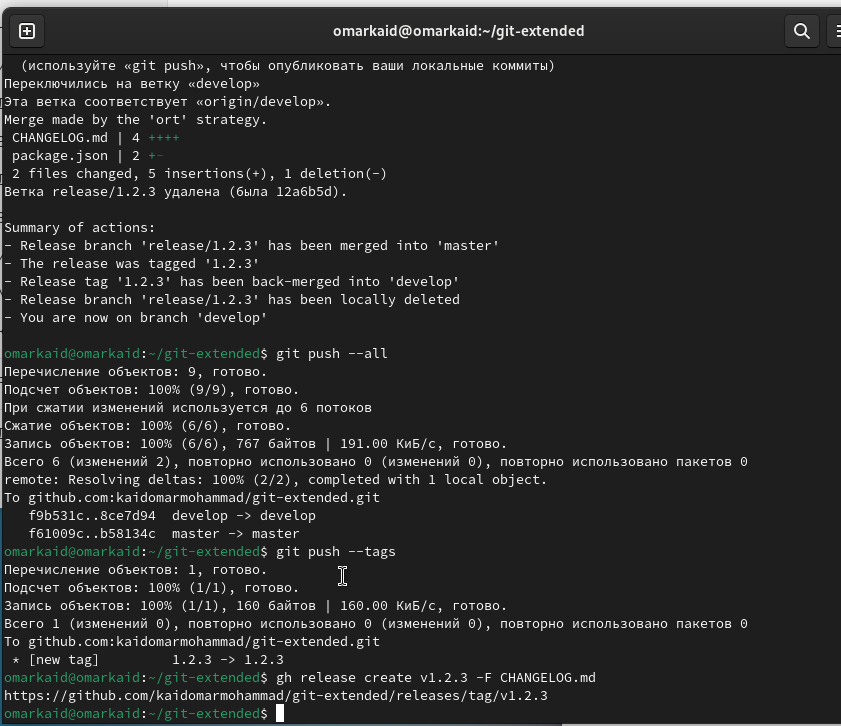 omarkaid@omarkaid:~/git-extended
(используйте «git push», чтобы опубликовать ваши локальные коммиты)
Переключились на ветку «develop»
Эта ветка соответствует «origin/develop».
Merge made by the 'ort' strategy.
CHANGELOG.md | 4 ++++
package.json | 2 +-
2 files changed, 5 insertions(+), 1 deletion(-)
Ветка release/1.2.3 удалена (была 12a6b5d).
Summary of actions:
- Release branch 'release/1.2.3' has been merged into 'master'
- The release was tagged '1.2.3'
- Release tag '1.2.3' has been back-merged into 'develop'
- Release branch 'release/1.2.3' has been locally deleted
- You are now on branch 'develop'
omarkaid@omarkaid:~/git-extended$ git push --all
Перечисление объектов: 9, готово.
Подсчет объектов: 100% (9/9), готово.
При сжатии изменений используется до 6 потоков
Сжатие объектов: 100% (6/6), готово.
Запись объектов: 100% (6/6), 767 байтов | 191.00 КиБ/с, готово.
Всего 6 (изменений 2), повторно использовано 0 (изменений 0), повторно использовано пакетов 0
remote: Resolving deltas: 100% (2/2), completed with 1 local object.
To github.com:kaidomarmohammad/git-extended.git
f9b531c..8ce7d94  develop -> develop
f61009c..b58134c  master -> master
omarkaid@omarkaid:~/git-extended$ git push --tags
Перечисление объектов: 1, готово.
Подсчет объектов: 100% (1/1), готово.
Запись объектов: 100% (1/1), 160 байтов | 160.00 КиБ/с, готово.
Всего 1 (изменений 0), повторно использовано 0 (изменений 0), повторно использовано пакетов 0
To github.com:kaidomarmohammad/git-extended.git
* [new tag]         1.2.3 -> 1.2.3
omarkaid@omarkaid:~/git-extended$ gh release create v1.2.3 -F CHANGELOG.md
https://github.com/kaidomarmohammad/git-extended/releases/tag/v1.2.3
omarkaid@omarkaid:~/git-extended$